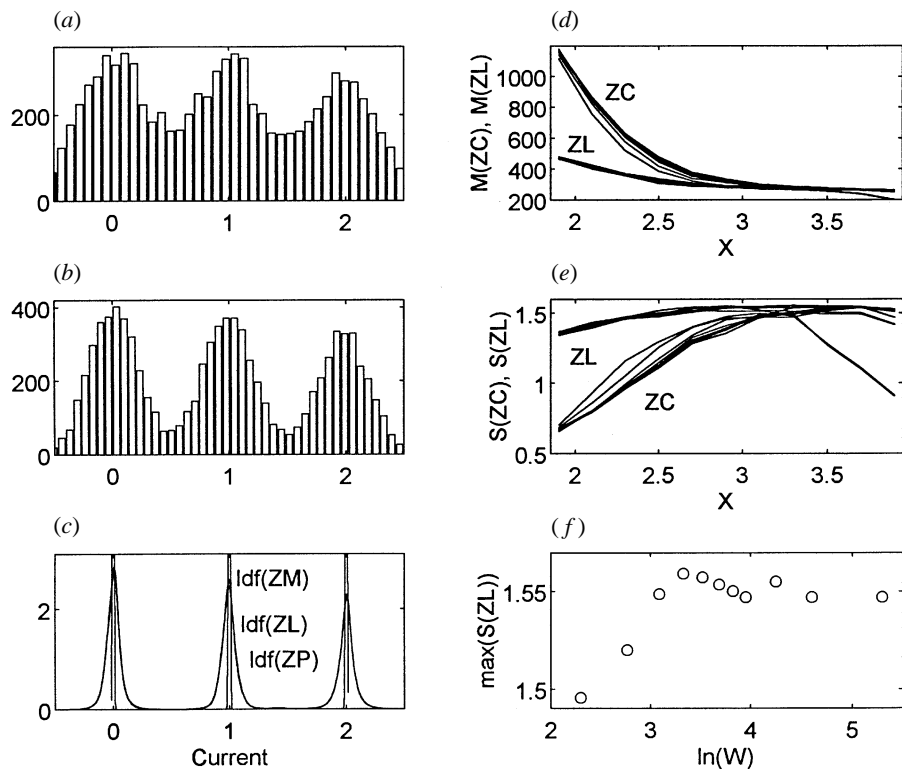 (a)
200
0
0 1 2
(b)
400
200
0
0 1 2
(c)
2
0
ldf(ZM)
ldf(ZL)
ldf(ZP)
0 1 2
Current
(d)
M(ZC), M(ZL)
1000
800
600
400
200
ZC
ZL
2 2.5 3 3.5
X
(e)
S(ZC), S(ZL)
1.5
1
0.5
ZL
ZC
2 2.5 3 3.5
X
(f)
max(S(ZL))
1.55
1.5
2 3 4 5
ln(W)